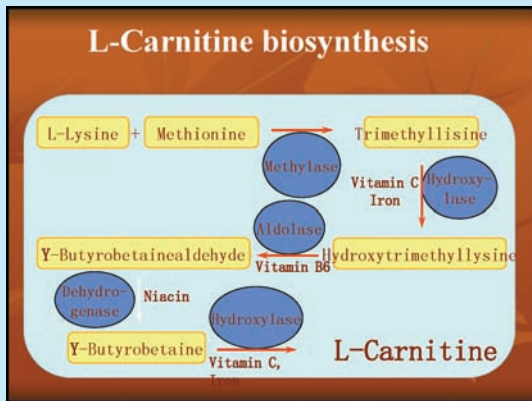 L-Carnitine biosynthesis
L-Lysine + Methionine
Trimethyllisine
Methylase
Vitamin C
Iron
Hydroxy-
lase
Aldolase
Y-Butyrobetainealdehyde
Vitamin B6
Hydroxytrimethyllysine
Dehydro-
genase
Niacin
Hydroxylase
Y-Butyrobetaine
Vitamin C,
Iron
L-Carnitine